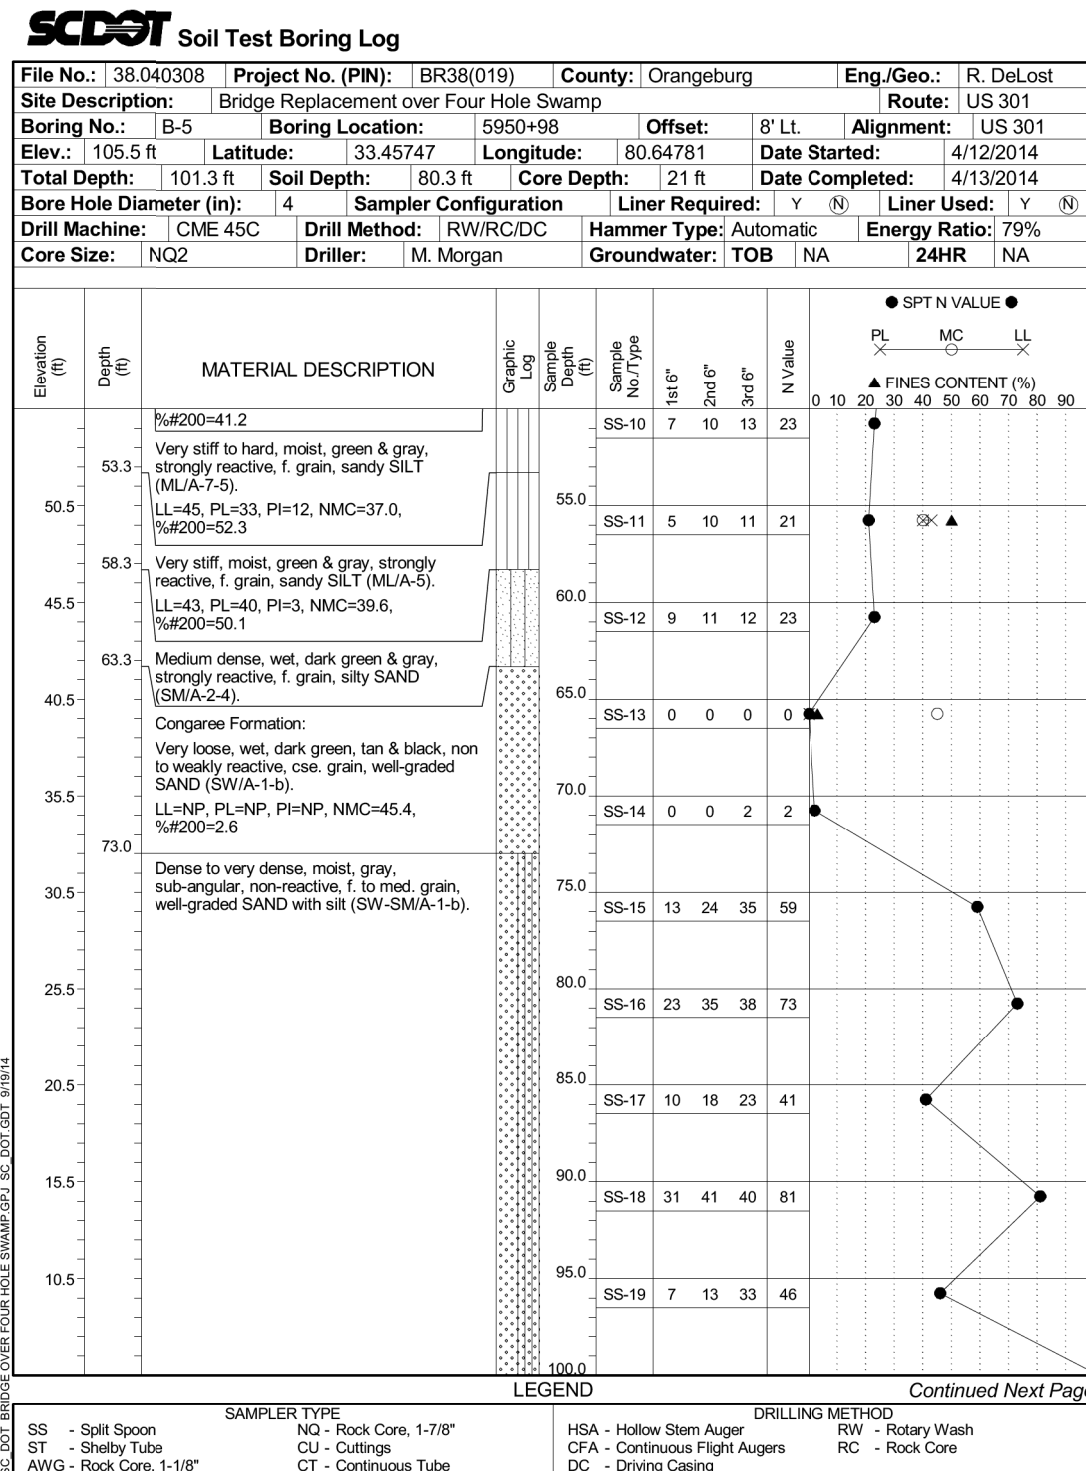 SCDOT Soil Test Boring Log
File No.: 38.040308 Project No. (PIN): BR38(019) County: Orangeburg Eng./Geo.: R. DeLost
Site Description: Bridge Replacement over Four Hole Swamp Route: US 301
Boring No.: B-5 Boring Location: 5950+98 Offset: 8' Lt. Alignment: US 301
Elev.: 105.5 ft Latitude: 33.45747 Longitude: 80.64781 Date Started: 4/12/2014
Total Depth: 101.3 ft Soil Depth: 80.3 ft Core Depth: 21 ft Date Completed: 4/13/2014
Bore Hole Diameter (in): 4 Sampler Configuration Liner Required: Y N Liner Used: Y N
Drill Machine: CME 45C Drill Method: RW/RC/DC Hammer Type: Automatic Energy Ratio: 79%
Core Size: NQ2 Driller: M. Morgan Groundwater: TOB NA 24HR NA
Elevation (ft)
Depth (ft)
MATERIAL DESCRIPTION
Graphic Log
Sample Depth (ft)
Sample No./Type
1st 6"
2nd 6"
3rd 6"
N Value
SPT N VALUE
PL MC LL
FINES CONTENT (%)
0 10 20 30 40 50 60 70 80 90
%#200=41.2
SS-10 7 10 13 23
53.3
Very stiff to hard, moist, green & gray,
strongly reactive, f. grain, sandy SILT
(ML/A-7-5).
LL=45, PL=33, PI=12, NMC=37.0,
%#200=52.3
50.5
55.0
SS-11 5 10 11 21
58.3
Very stiff, moist, green & gray, strongly
reactive, f. grain, sandy SILT (ML/A-5).
LL=43, PL=40, PI=3, NMC=39.6,
%#200=50.1
45.5
60.0
SS-12 9 11 12 23
63.3
Medium dense, wet, dark green & gray,
strongly reactive, f. grain, silty SAND
(SM/A-2-4).
40.5
65.0
SS-13 0 0 0 0
Congaree Formation:
Very loose, wet, dark green, tan & black, non
to weakly reactive, cse. grain, well-graded
SAND (SW/A-1-b).
LL=NP, PL=NP, PI=NP, NMC=45.4,
%#200=2.6
35.5
70.0
SS-14 0 0 2 2
73.0
Dense to very dense, moist, gray,
sub-angular, non-reactive, f. to med. grain,
well-graded SAND with silt (SW-SM/A-1-b).
30.5
75.0
SS-15 13 24 35 59
25.5
80.0
SS-16 23 35 38 73
20.5
85.0
SS-17 10 18 23 41
15.5
90.0
SS-18 31 41 40 81
10.5
95.0
SS-19 7 13 33 46
100.0
SC_DOT BRIDGE OVER FOUR HOLE SWAMP.GPJ SC_DOT.GDT 9/19/14
LEGEND
Continued Next Pag
SAMPLER TYPE
SS - Split Spoon NQ - Rock Core, 1-7/8"
ST - Shelby Tube CU - Cuttings
AWG - Rock Core, 1-1/8" CT - Continuous Tube
DRILLING METHOD
HSA - Hollow Stem Auger RW - Rotary Wash
CFA - Continuous Flight Augers RC - Rock Core
DC - Driving Casing